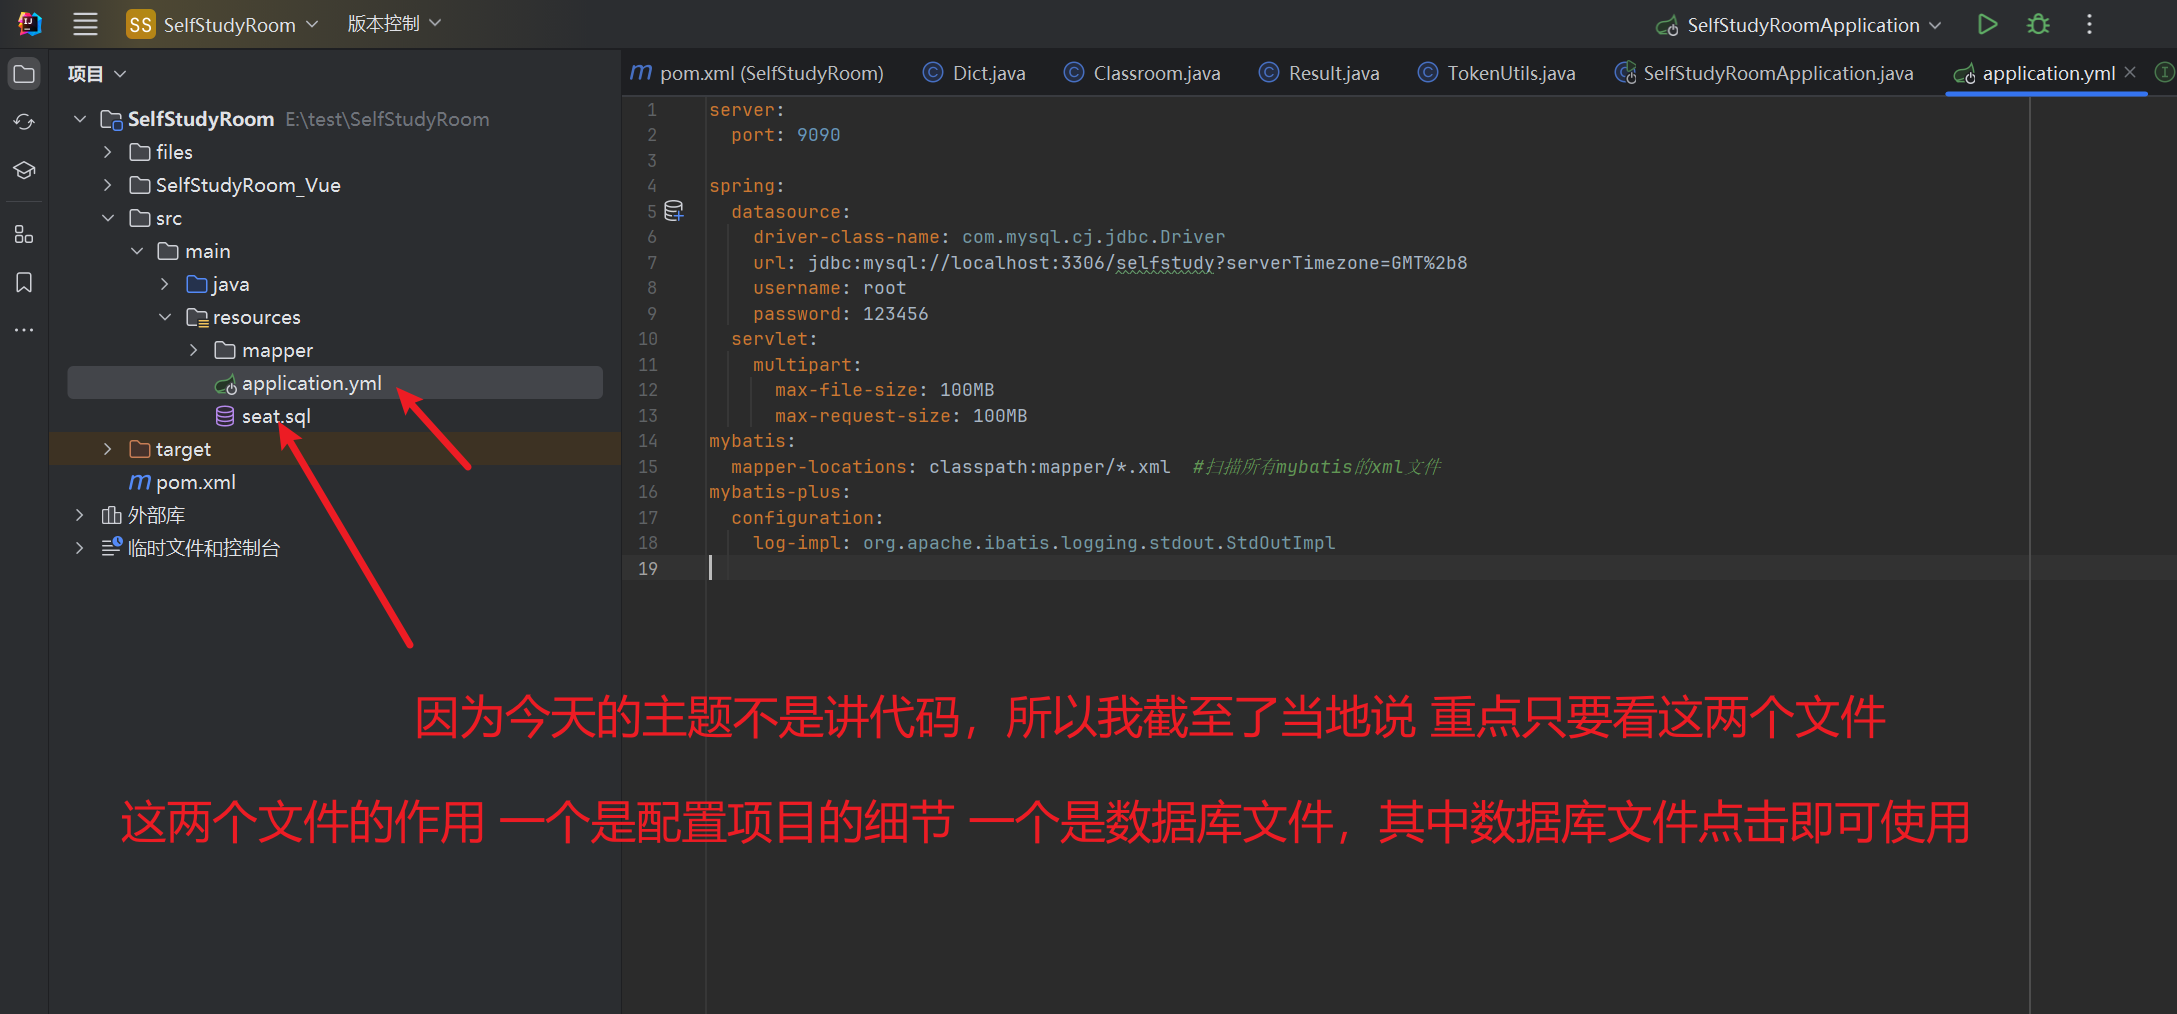 SS SelfStudyRoom 版本控制 SelfStudyRoomApplication
项目
SelfStudyRoom E:\test\SelfStudyRoom
files
SelfStudyRoom_Vue
src
main
java
resources
mapper
application.yml
seat.sql
target
m pom.xml
外部库
临时文件和控制台
m pom.xml (SelfStudyRoom) Dict.java Classroom.java Result.java TokenUtils.java SelfStudyRoomApplication.java application.yml
1 server:
2 port: 9090
3
4 spring:
5 datasource:
6 driver-class-name: com.mysql.cj.jdbc.Driver
7 url: jdbc:mysql://localhost:3306/selfstudy?serverTimezone=GMT%2b8
8 username: root
9 password: 123456
10 servlet:
11 multipart:
12 max-file-size: 100MB
13 max-request-size: 100MB
14 mybatis:
15 mapper-locations: classpath:mapper/*.xml #扫描所有mybatis的xml文件
16 mybatis-plus:
17 configuration:
18 log-impl: org.apache.ibatis.logging.stdout.StdOutImpl
19
因为今天的主题不是讲代码，所以我截至了当地说 重点只要看这两个文件
这两个文件的作用 一个是配置项目的细节 一个是数据库文件，其中数据库文件点击即可使用